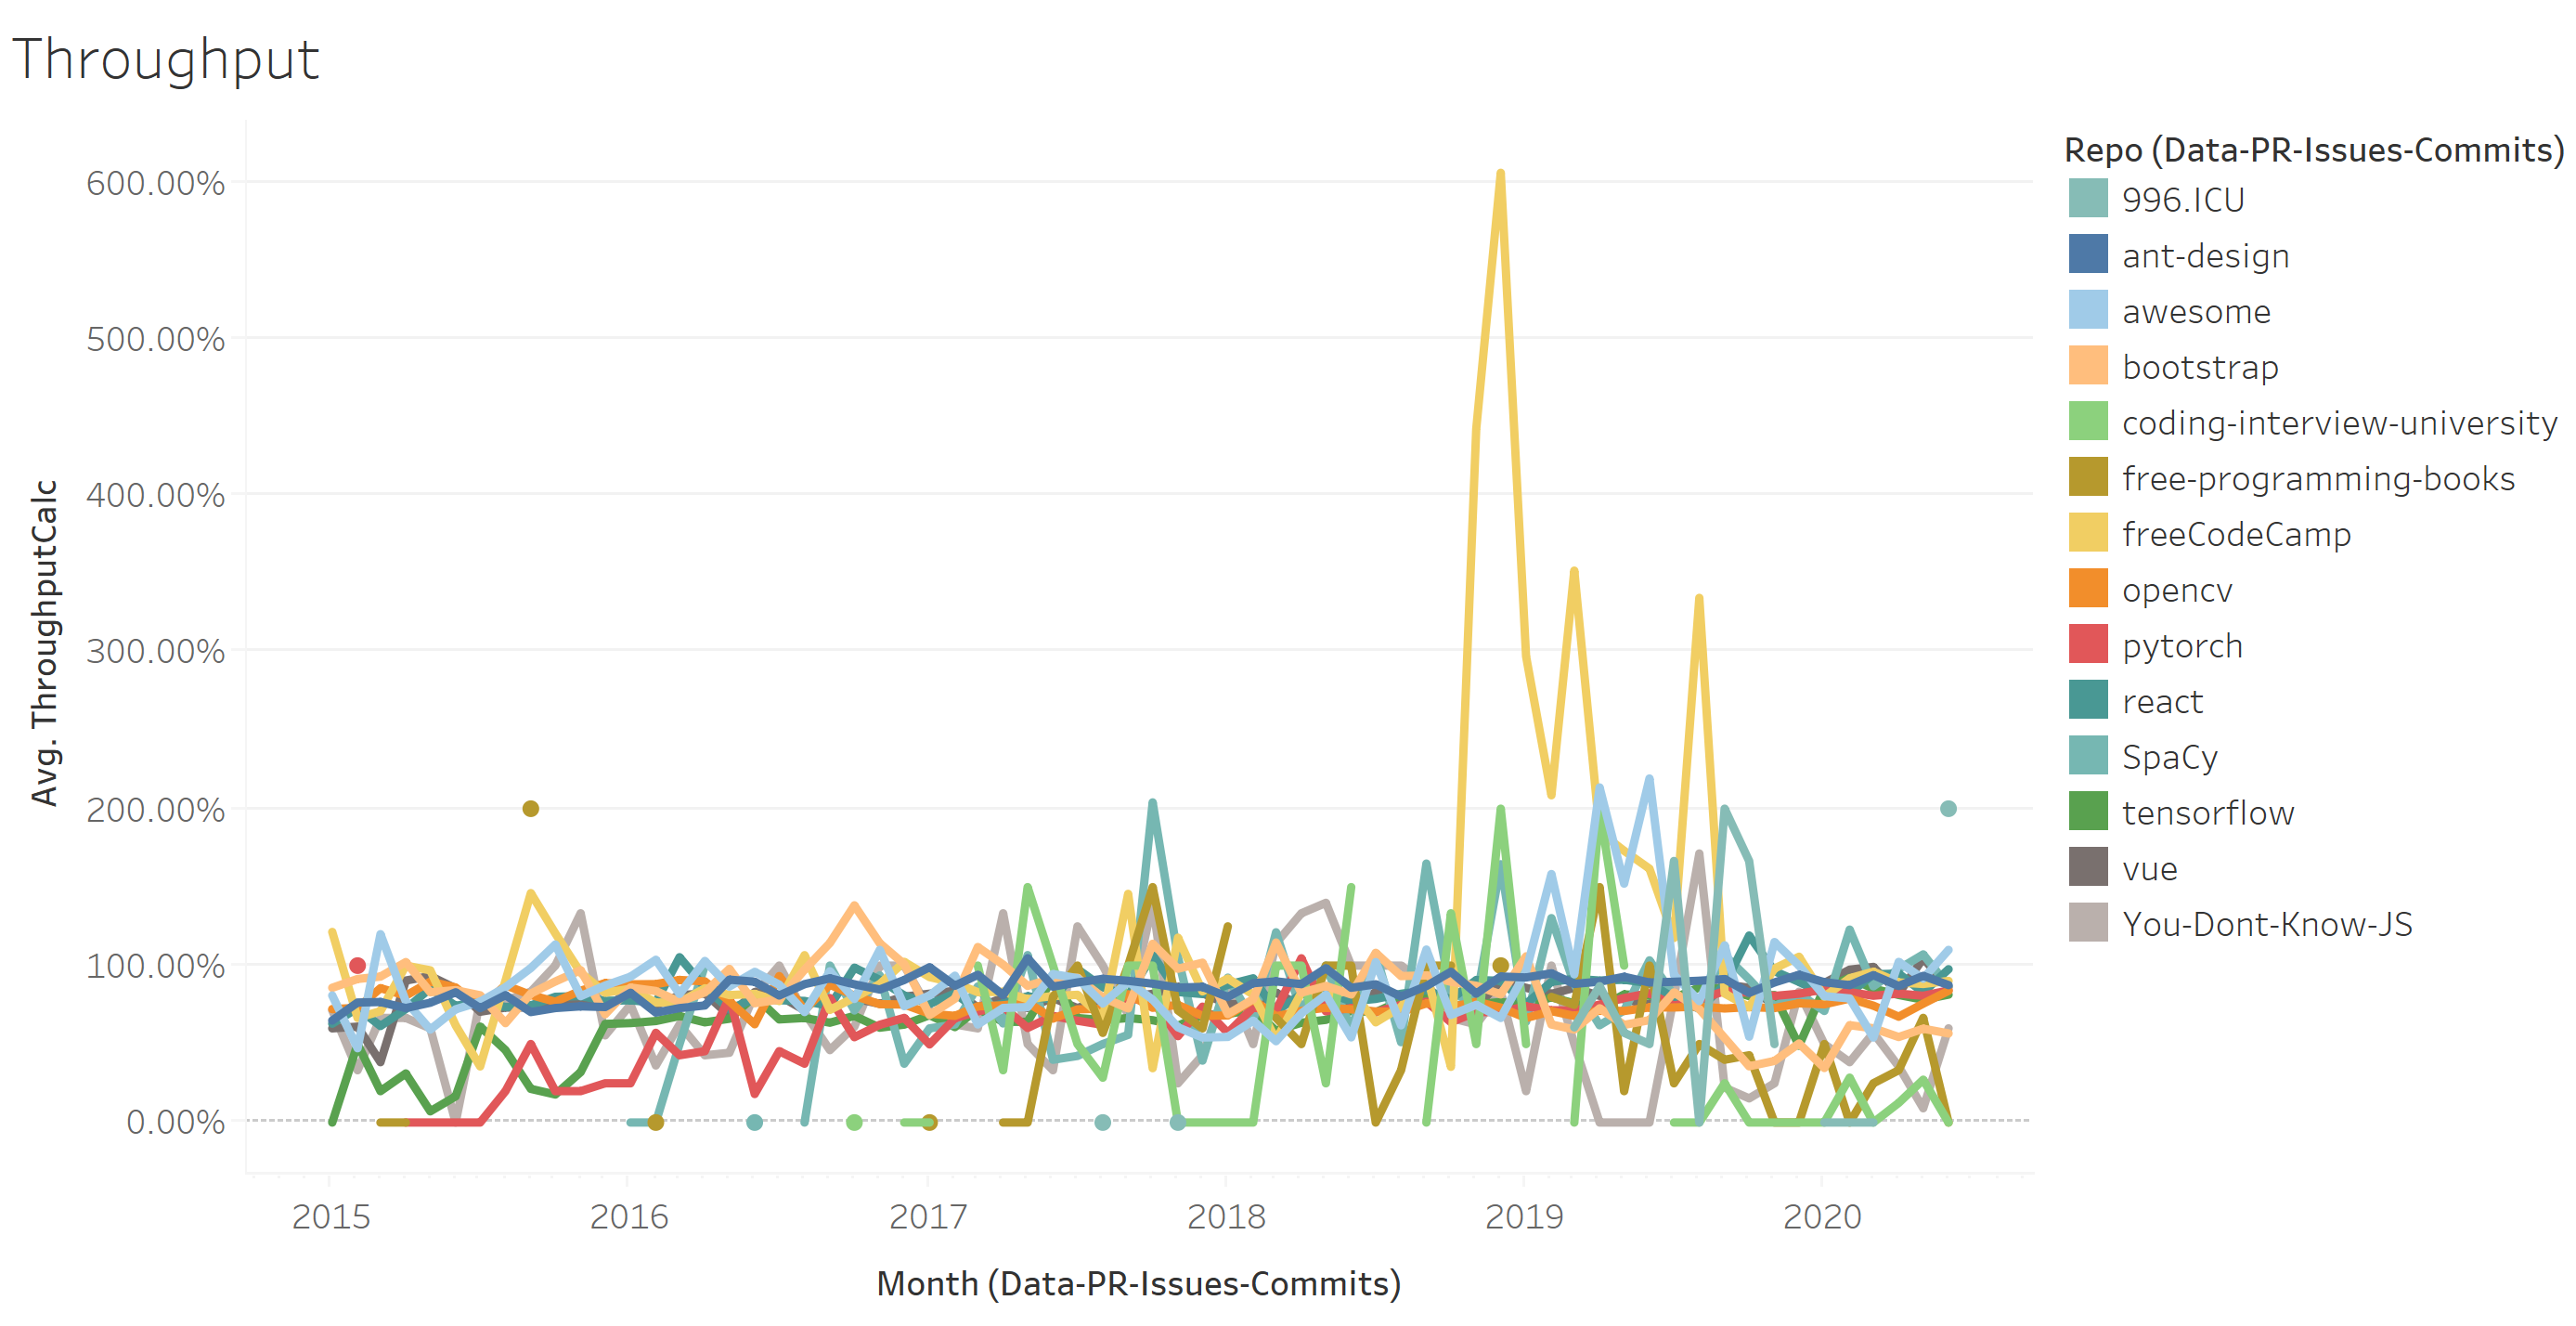 Throughput
Repo (Data-PR-Issues-Commits)
996.ICU
ant-design
awesome
bootstrap
coding-interview-university
free-programming-books
freeCodeCamp
opencv
pytorch
react
SpaCy
tensorflow
vue
You-Dont-Know-JS
Avg. ThroughputCalc
600.00%
500.00%
400.00%
300.00%
200.00%
100.00%
0.00%
2015
2016
2017
2018
2019
2020
Month (Data-PR-Issues-Commits)